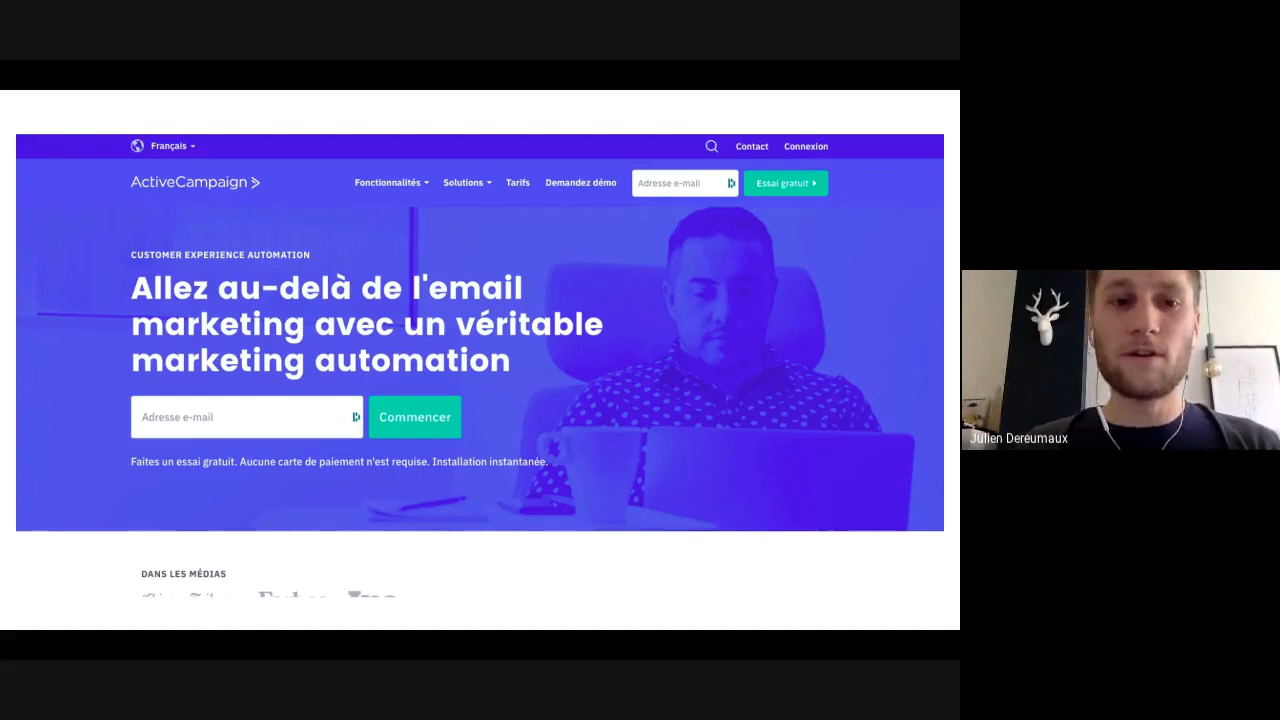 Français
Contact
Connexion
ActiveCampaign
Fonctionnalités
Solutions
Tarifs
Demandez démo
Adresse e-mail
Essai gratuit
CUSTOMER EXPERIENCE AUTOMATION
Allez au-delà de l'email
marketing avec un véritable
marketing automation
Adresse e-mail
Commencer
Faites un essai gratuit. Aucune carte de paiement n'est requise. Installation instantanée.
DANS LES MÉDIAS
Julien Dereumaux